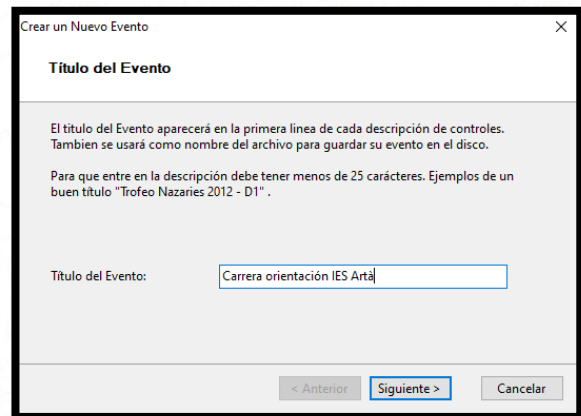 Crear un Nuevo Evento
Título del Evento
El titulo del Evento aparecerá en la primera linea de cada descripción de controles.
Tambien se usará como nombre del archivo para guardar su evento en el disco.
Para que entre en la descripción debe tener menos de 25 carácteres. Ejemplos de un
buen título "Trofeo Nazaries 2012 - D1" .
Título del Evento: Carrera orientación IES Artà
< Anterior Siguiente > Cancelar